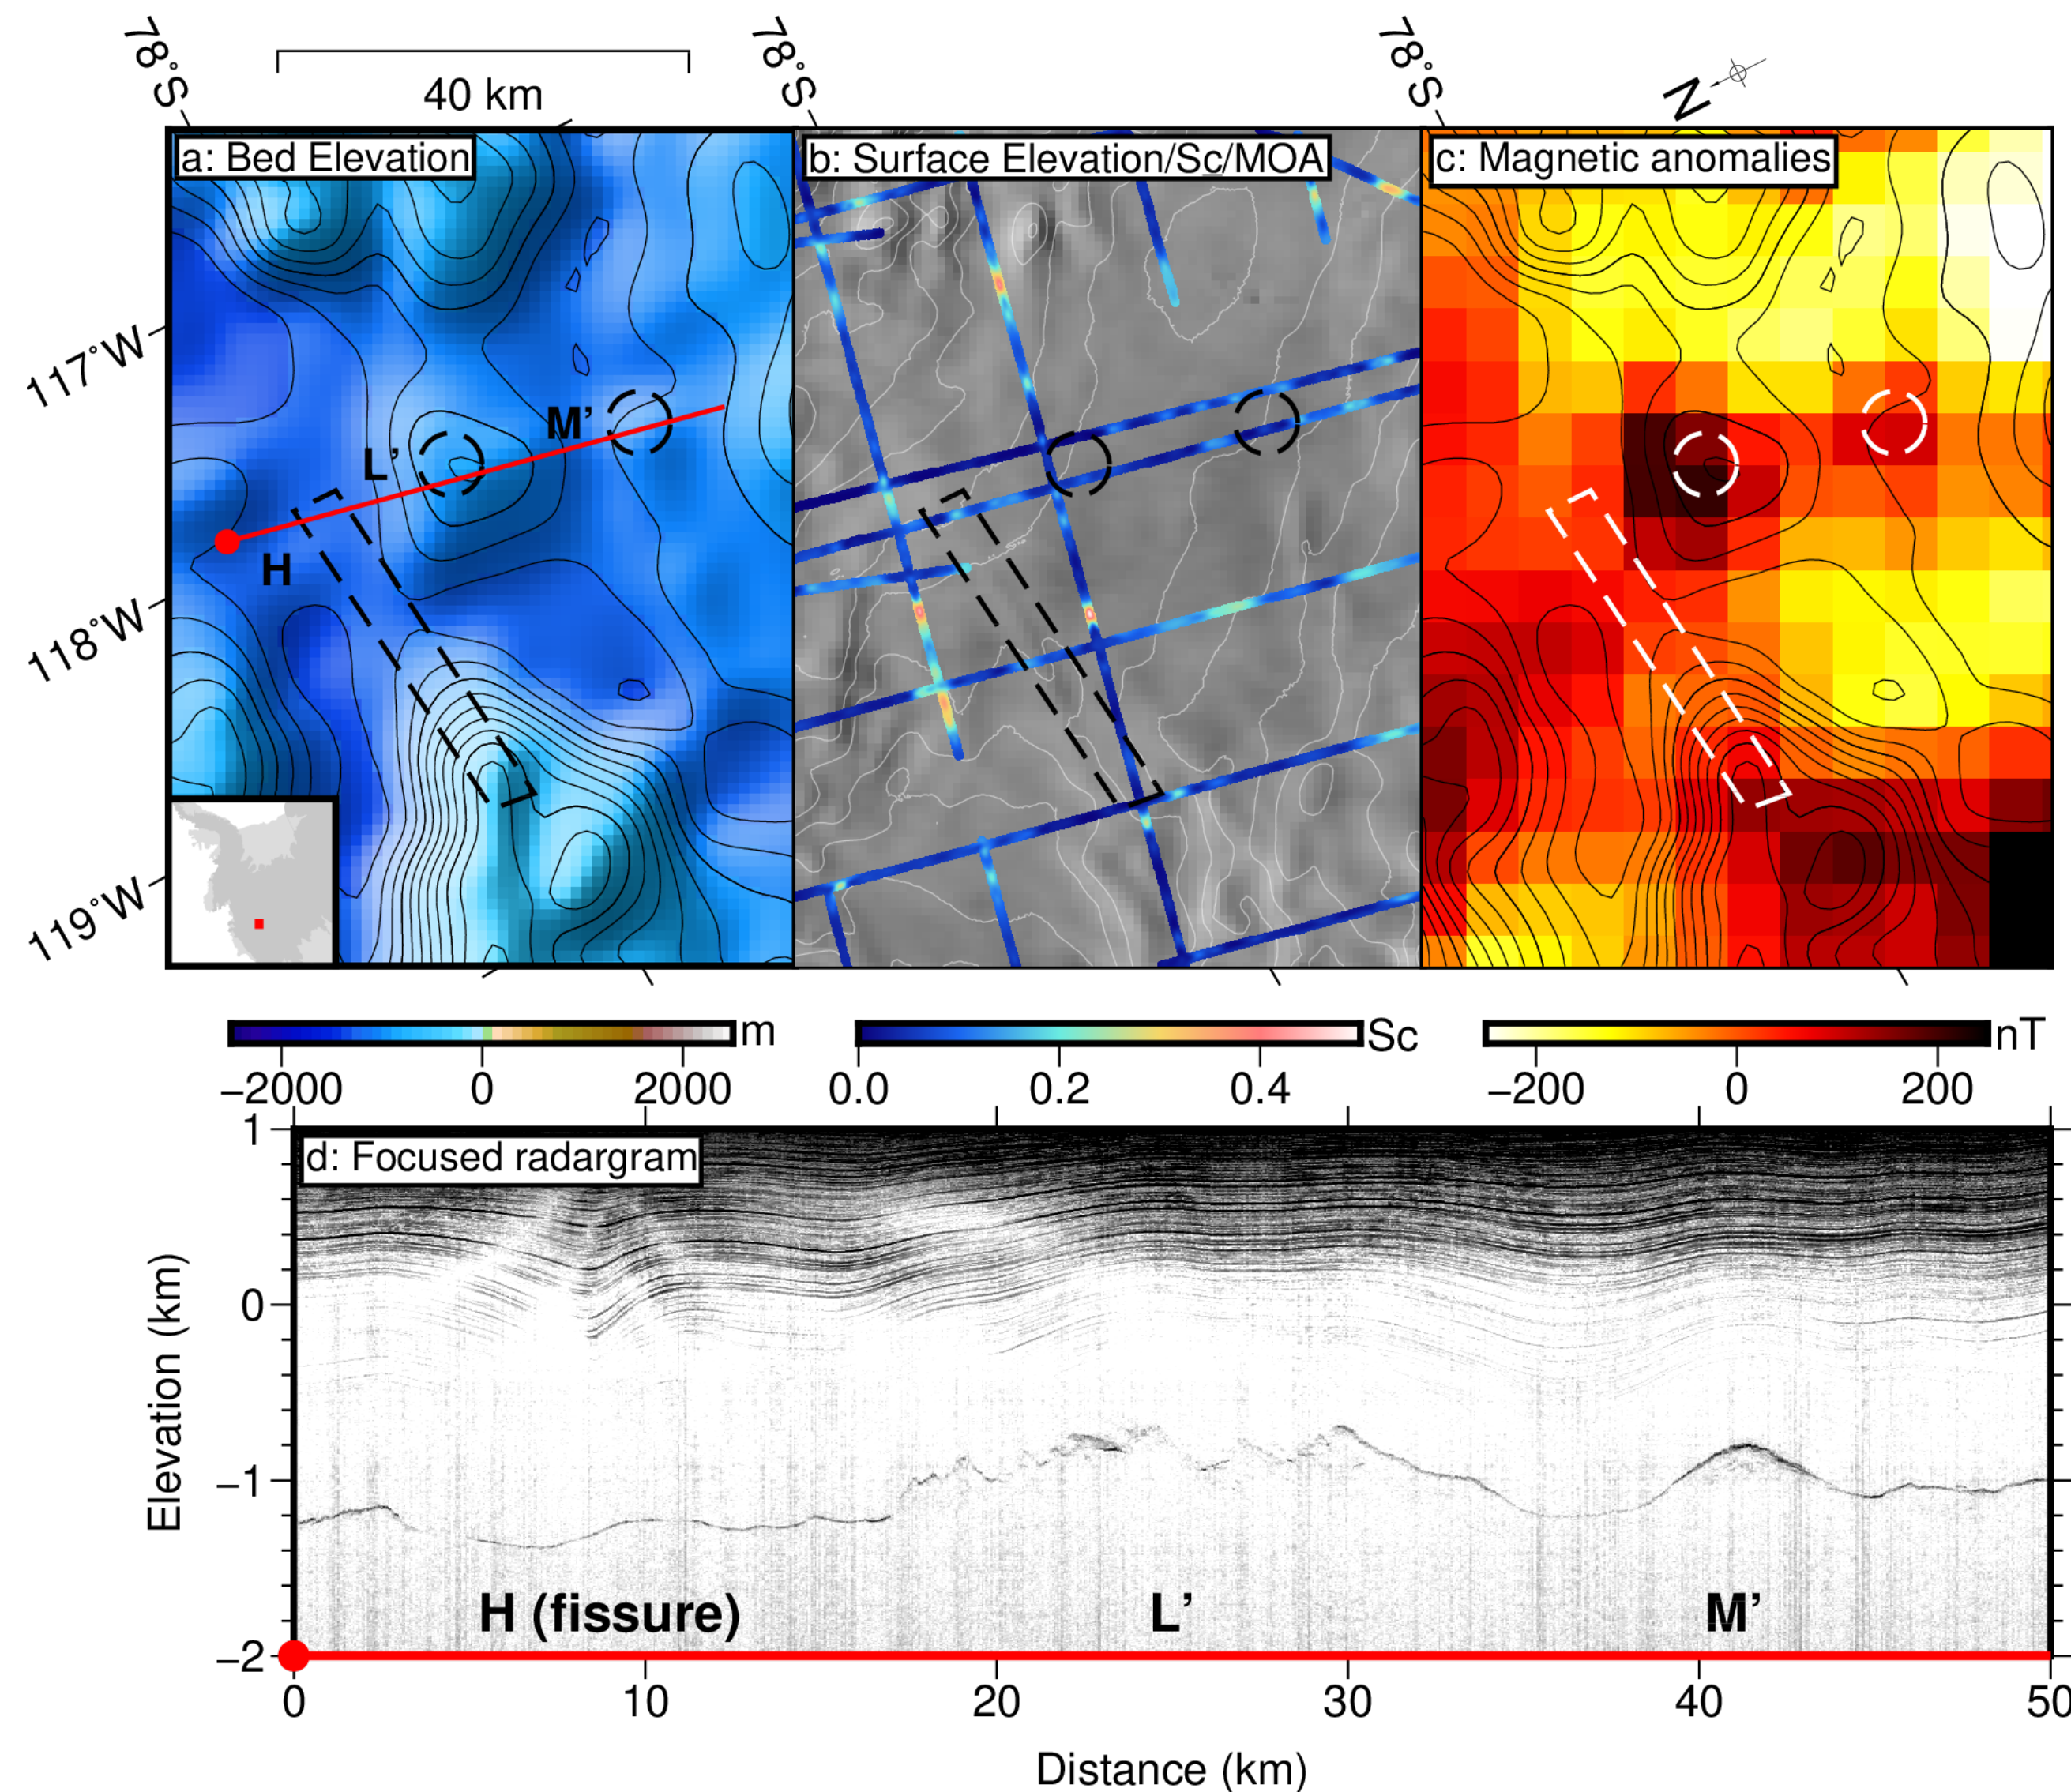 78°S
78°S
78°S
40 km
N
a: Bed Elevation
b: Surface Elevation/Sc/MOA
c: Magnetic anomalies
117°W
118°W
119°W
L’
M’
H
m
Sc
nT
−2000 0 2000
0.0 0.2 0.4
−200 0 200
d: Focused radargram
Elevation (km)
1
0
−1
−2
H (fissure)
L’
M’
0 10 20 30 40 50
Distance (km)